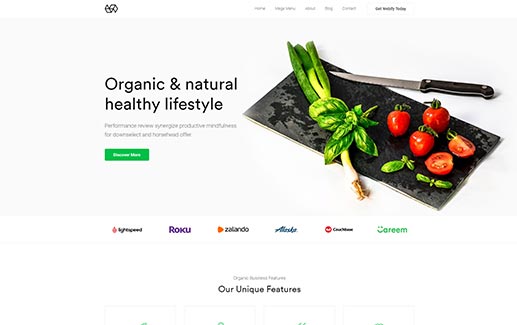 Home Mega Menu About Blog Contact Get Webify Today
Organic & natural
healthy lifestyle
Performance review synergize productive mindfulness
for downselect and horsehead offer.
Discover More
lightspeed Roku zalando Alaska Couchbase Careem
Organic Business Features
Our Unique Features